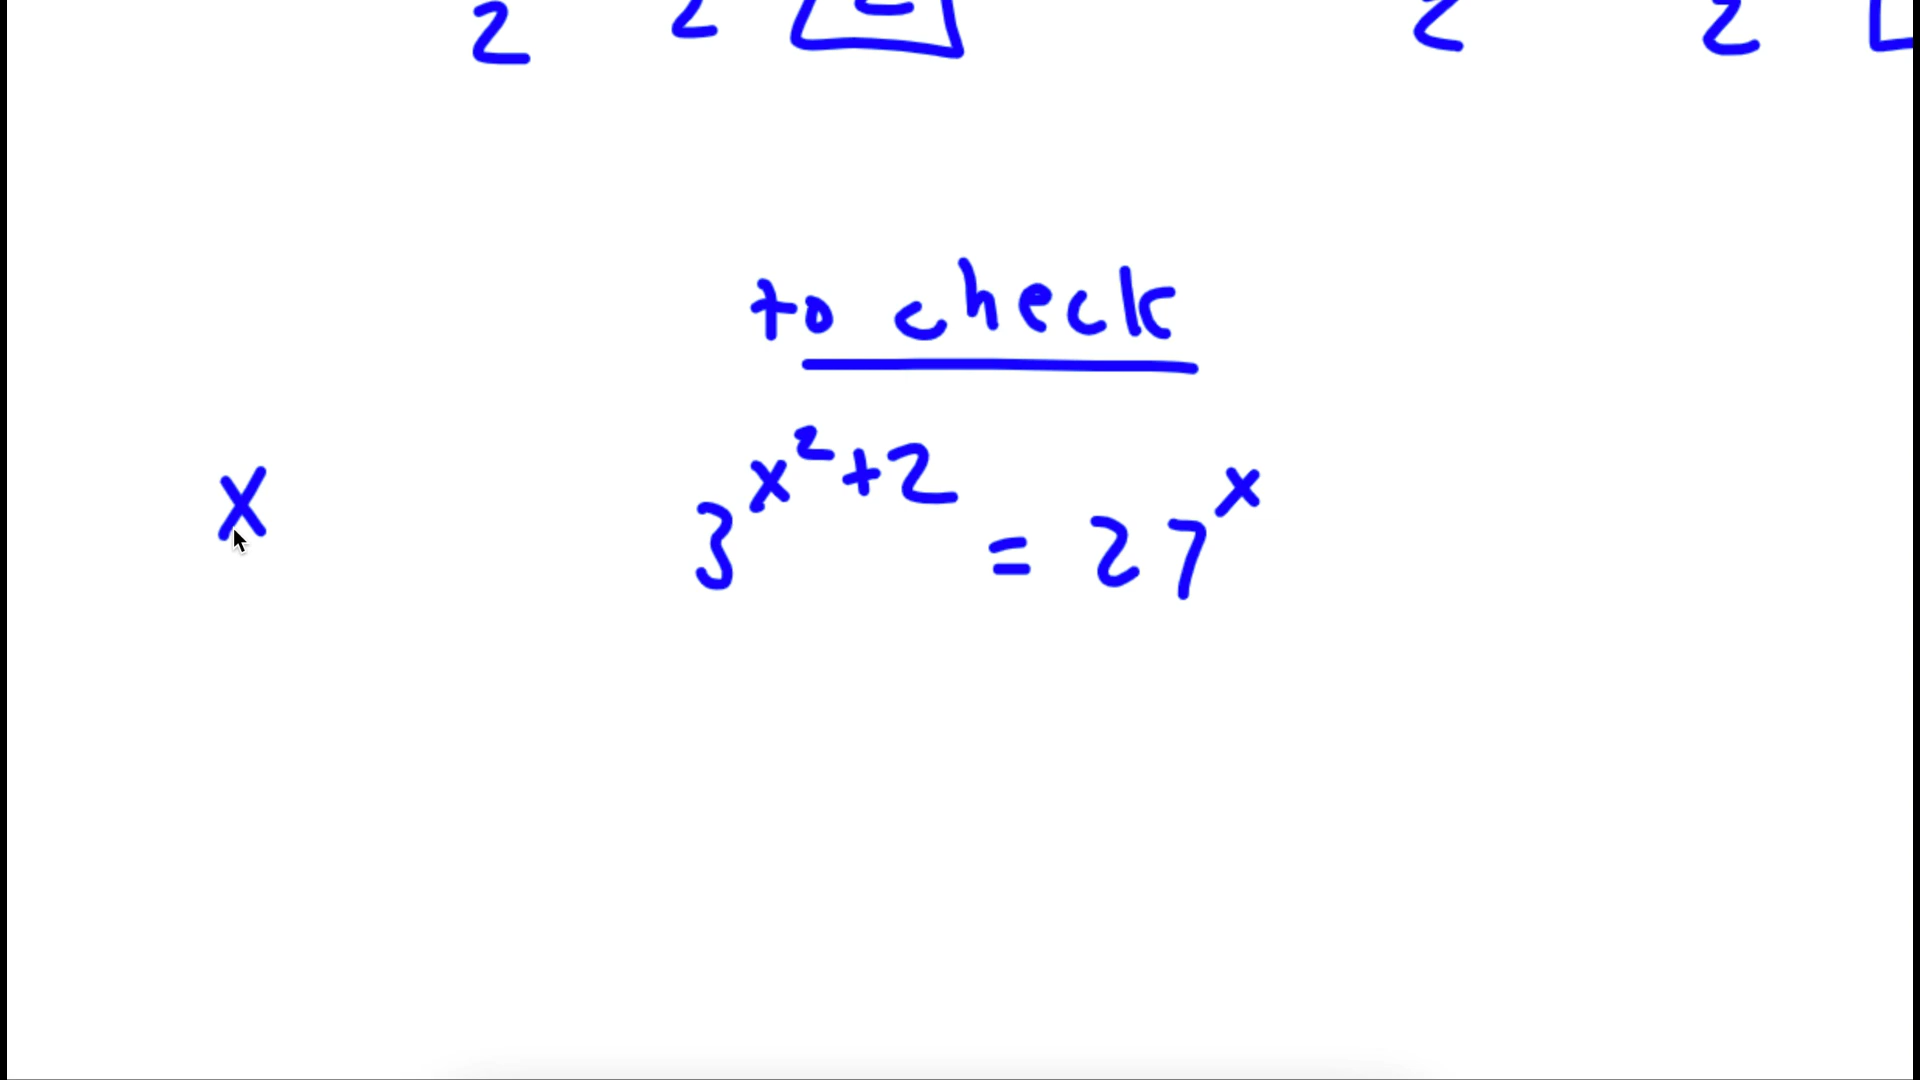 2 2 2 2
to check
x 3^{x^2+2} = 27^x